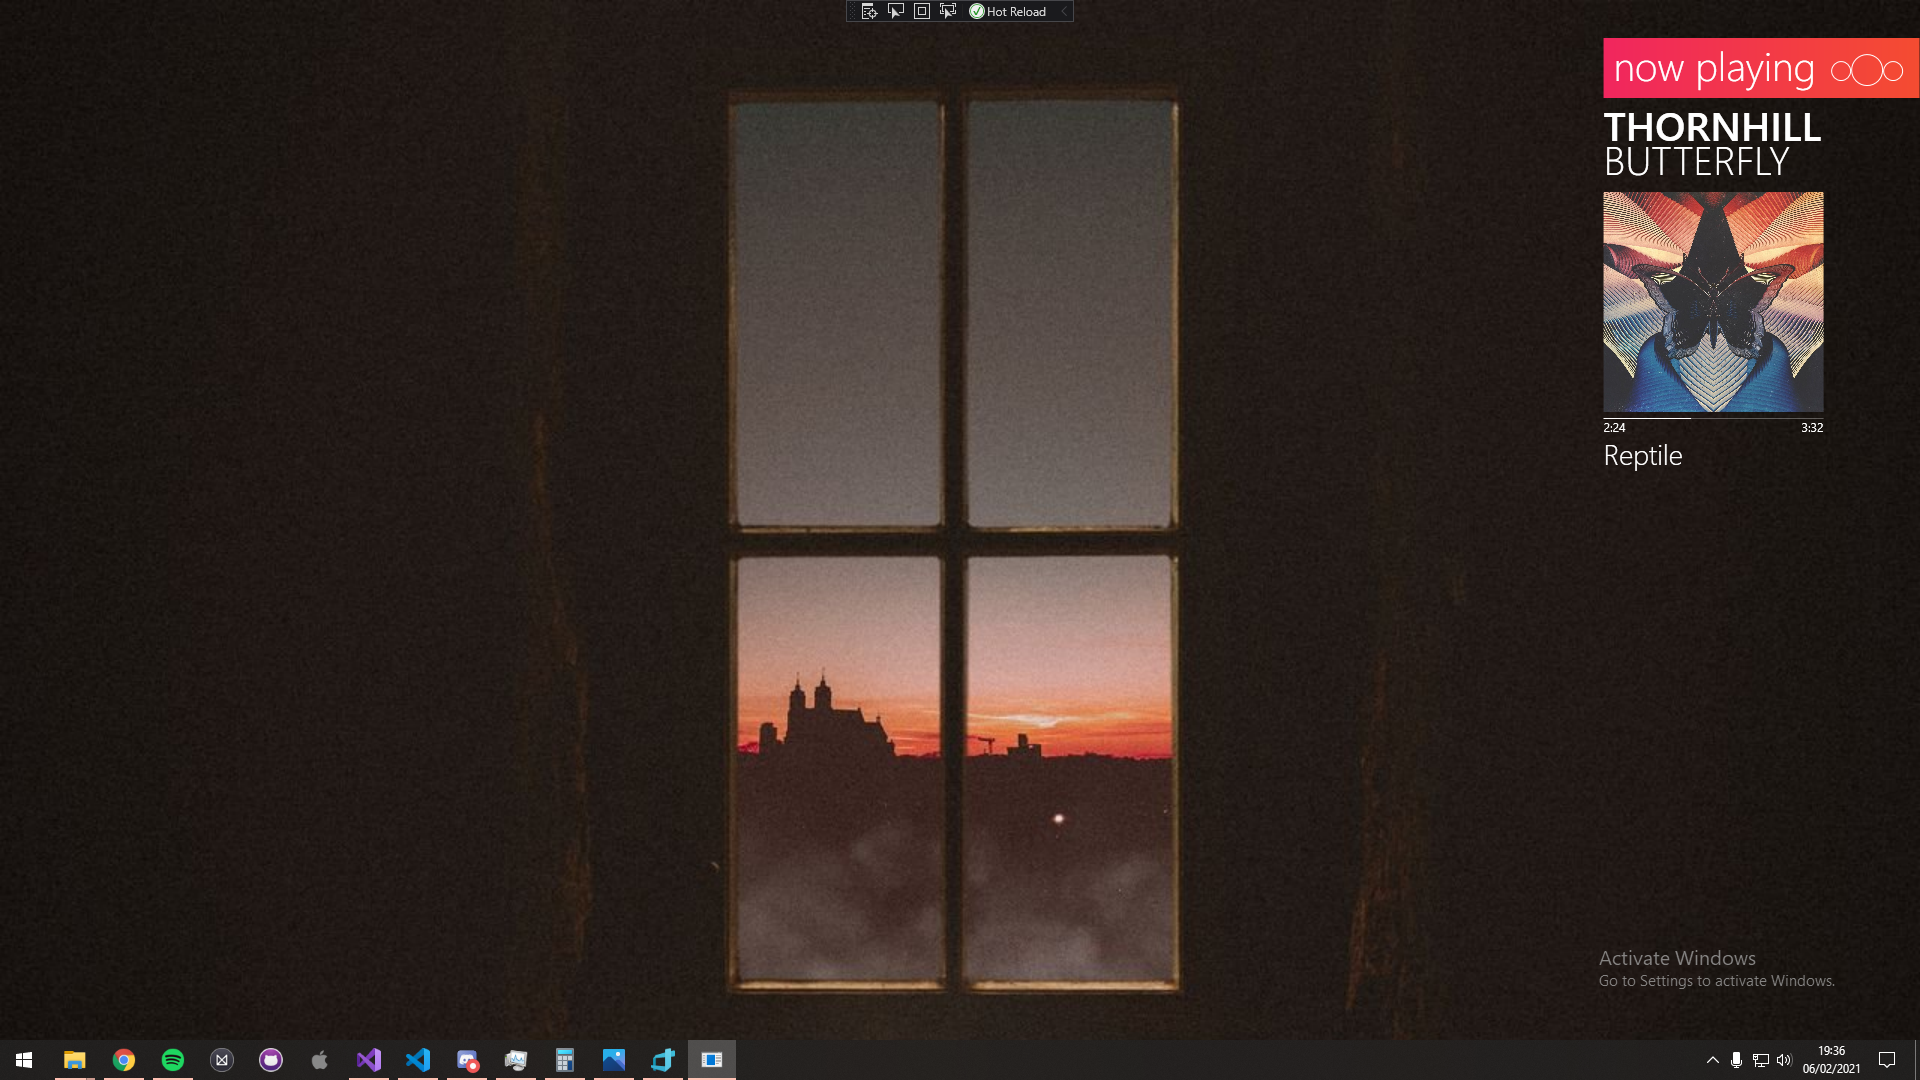 Hot Reload
now playing
THORNHILL
BUTTERFLY
2:24 3:32
Reptile
Activate Windows
Go to Settings to activate Windows.
19:36
06/02/2021